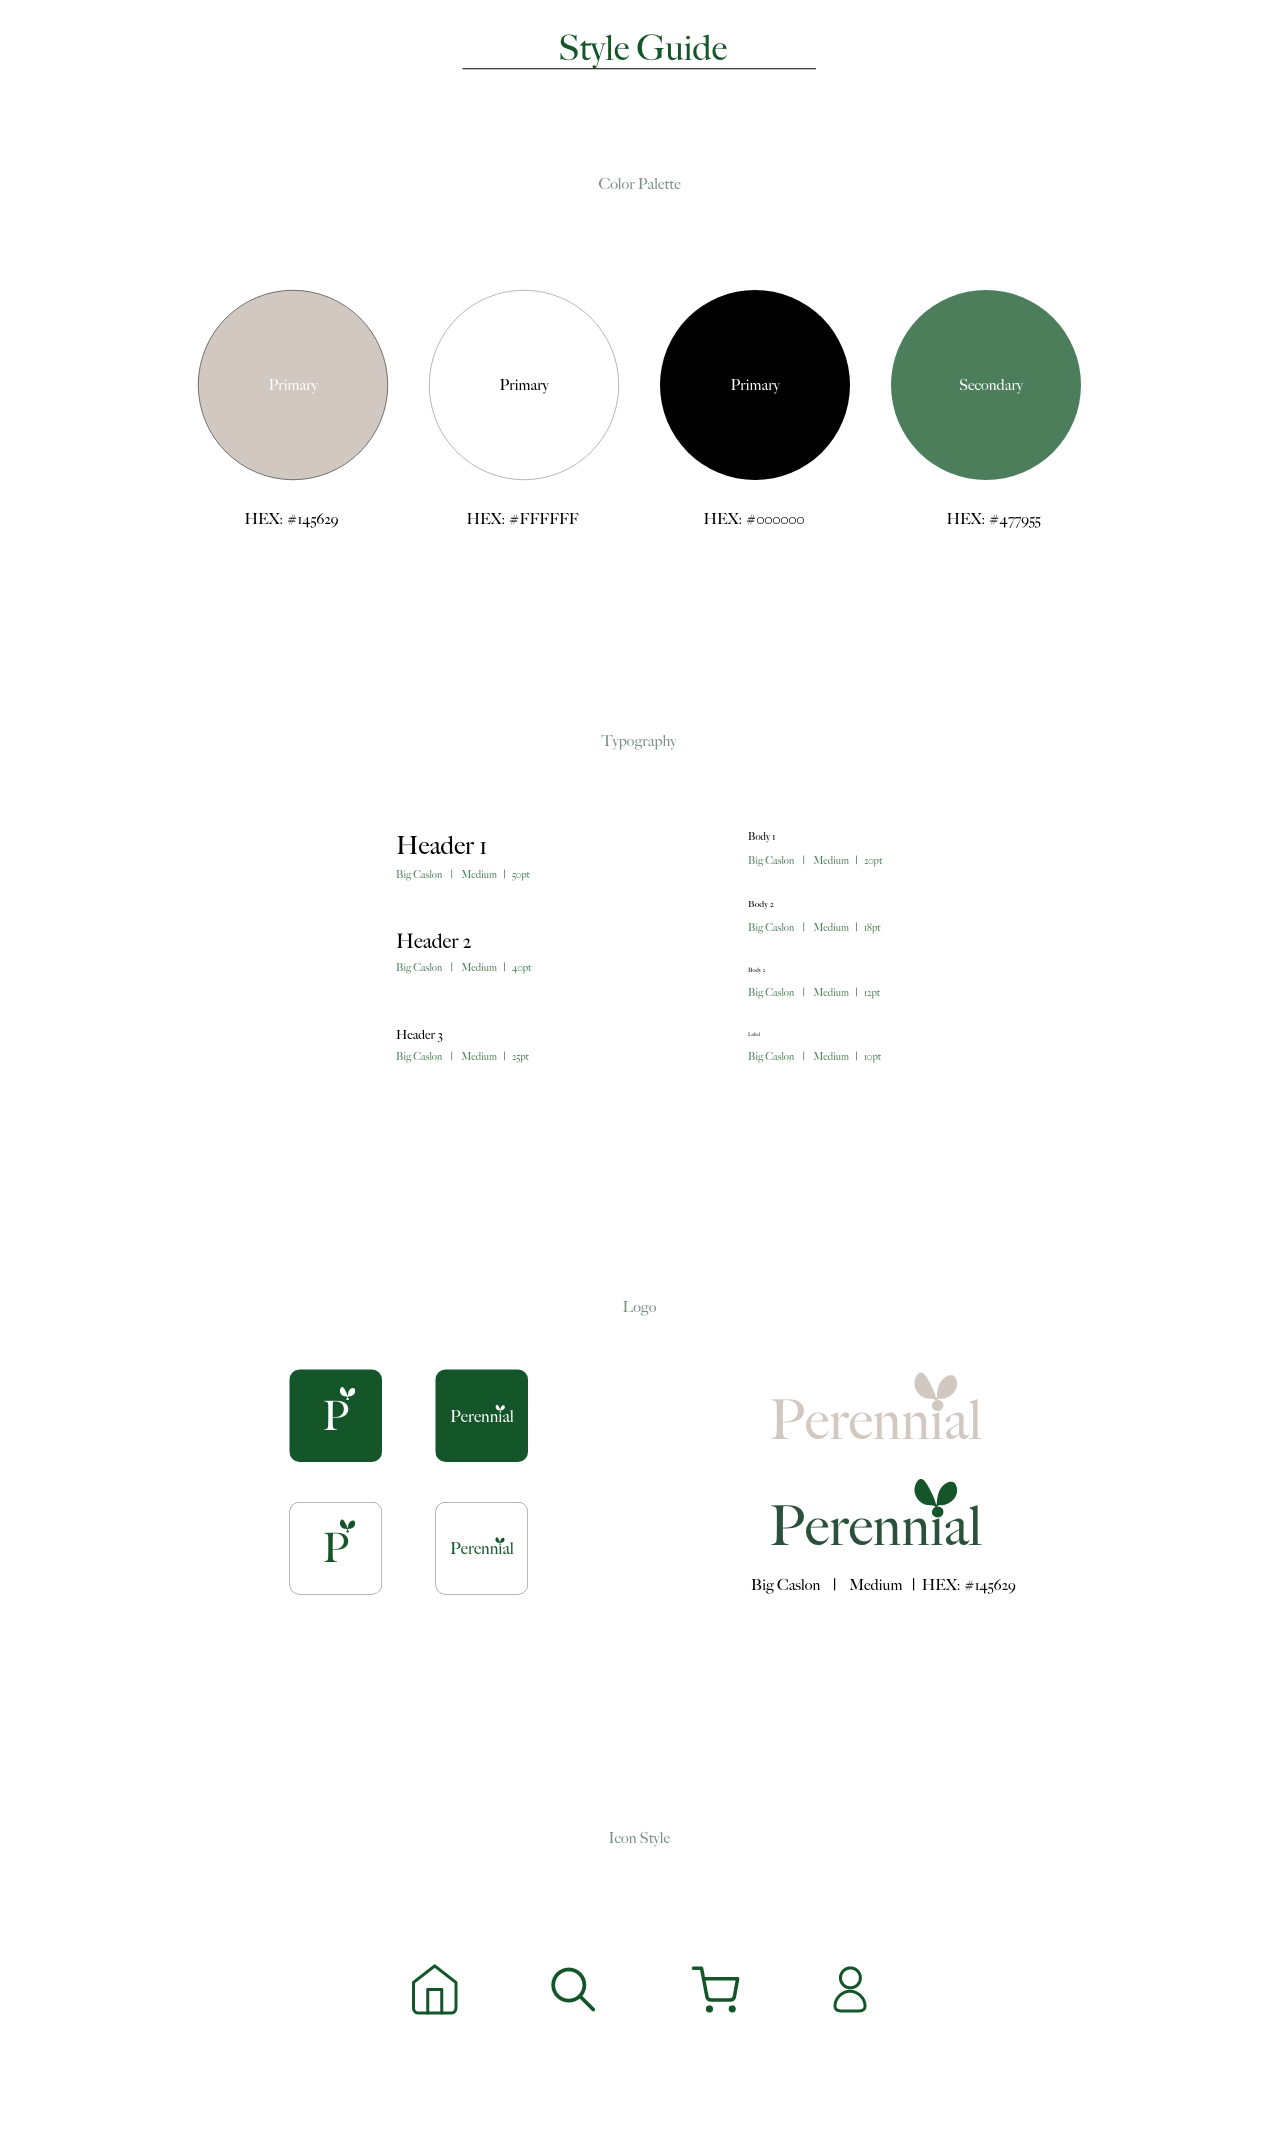 Style Guide
Color Palette
Primary
Primary
Primary
Secondary
HEX: #145629
HEX: #FFFFFF
HEX: #000000
HEX: #477955
Typography
Header 1
Big Caslon | Medium | 50pt
Header 2
Big Caslon | Medium | 40pt
Header 3
Big Caslon | Medium | 25pt
Body 1
Big Caslon | Medium | 20pt
Body 2
Big Caslon | Medium | 18pt
Body 2
Big Caslon | Medium | 12pt
Label
Big Caslon | Medium | 10pt
Logo
P
Perennial
P
Perennial
Perennial
Perennial
Big Caslon | Medium | HEX: #145629
Icon Style